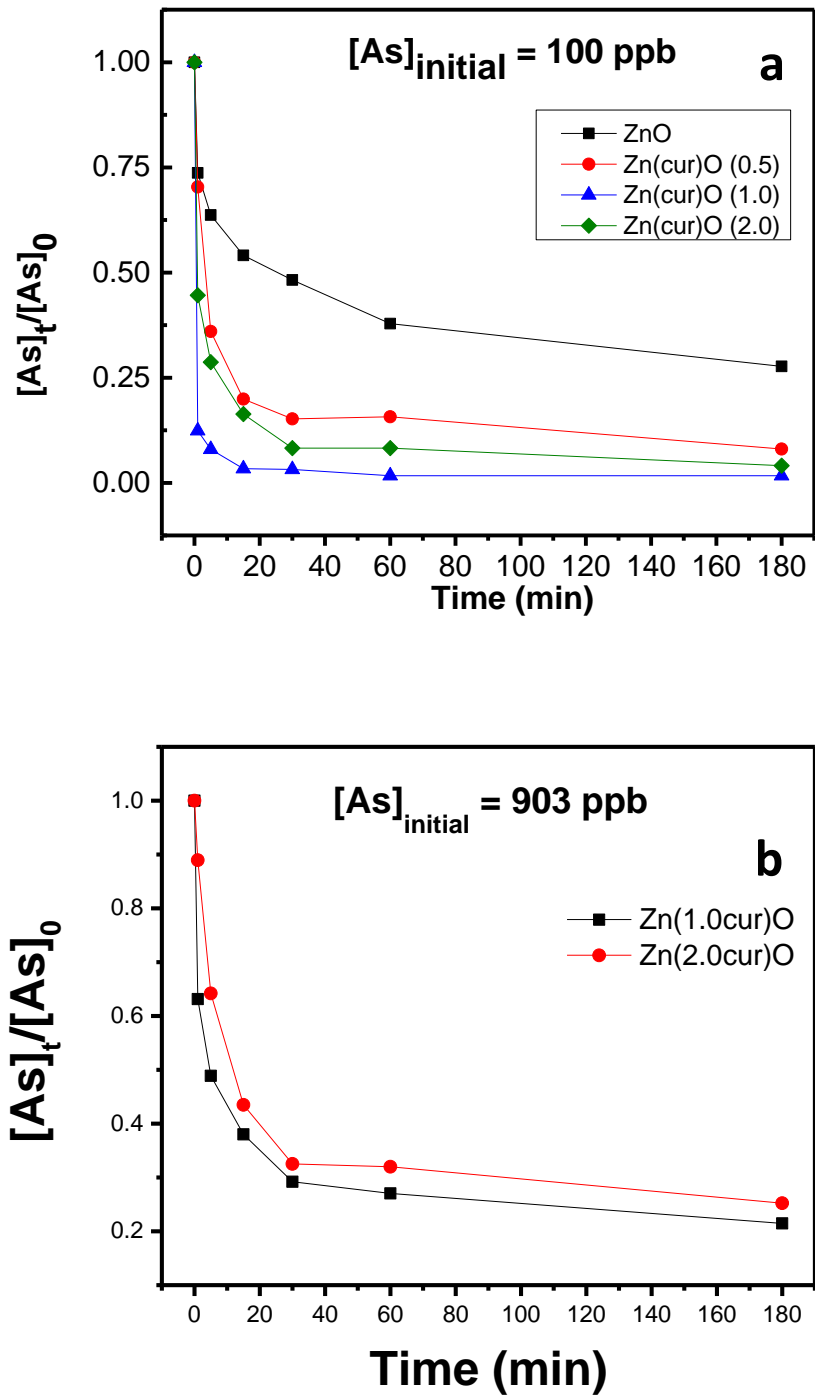 [As]initial = 100 ppb
a
ZnO
Zn(cur)O (0.5)
Zn(cur)O (1.0)
Zn(cur)O (2.0)
1.00
0.75
0.50
0.25
0.00
[As]t/[As]0
0 20 40 60 80 100 120 140 160 180
Time (min)
[As]initial = 903 ppb
b
Zn(1.0cur)O
Zn(2.0cur)O
1.0
0.8
0.6
0.4
0.2
[As]t/[As]0
0 20 40 60 80 100 120 140 160 180
Time (min)